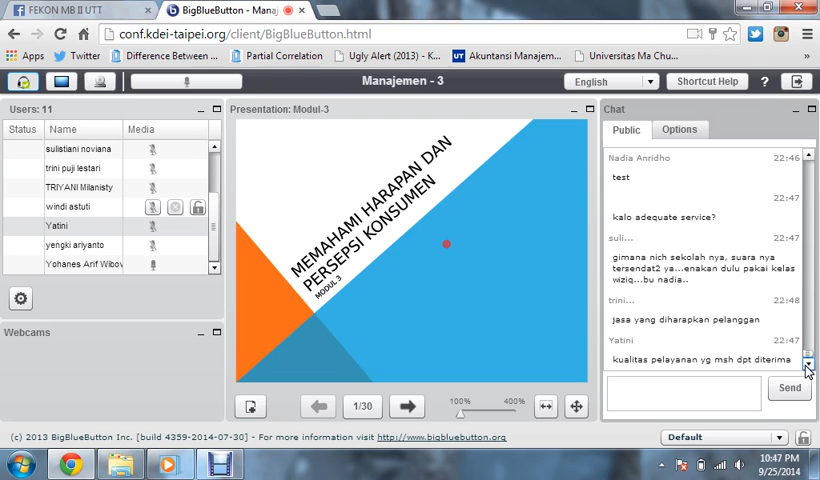 FEKON MB II UTT
BigBlueButton - Manaj
conf.kdei-taipei.org/client/BigBlueButton.html
Apps
Twitter
Difference Between ...
Partial Correlation
Ugly Alert (2013) - K...
UT
Akuntansi Manajem...
Universitas Ma Chu...
Manajemen - 3
English
Shortcut Help
?
Users: 11
Status
Name
Media
sulistiani noviana
trini puji lestari
TRIYANI Milanisty
windi astuti
Yatini
yengki ariyanto
Yohanes Arif Wibov
Webcams
Presentation: Modul-3
MEMAHAMI HARAPAN DAN
PERSEPSI KONSUMEN
MODUL 3
1/30
100%
400%
Chat
Public
Options
Nadia Anridho
22:46
test
22:47
kalo adequate service?
suli...
22:47
gimana nich sekolah nya, suara nya
tersendat2 ya...enakan dulu pakai kelas
wiziq...bu nadia..
trini...
22:48
jasa yang diharapkan pelanggan
Yatini
22:47
kualitas pelayanan yg msh dpt diterima
Send
(c) 2013 BigBlueButton Inc. [build 4359-2014-07-30] - For more information visit http://www.bigbluebutton.org
Default
10:47 PM
9/25/2014